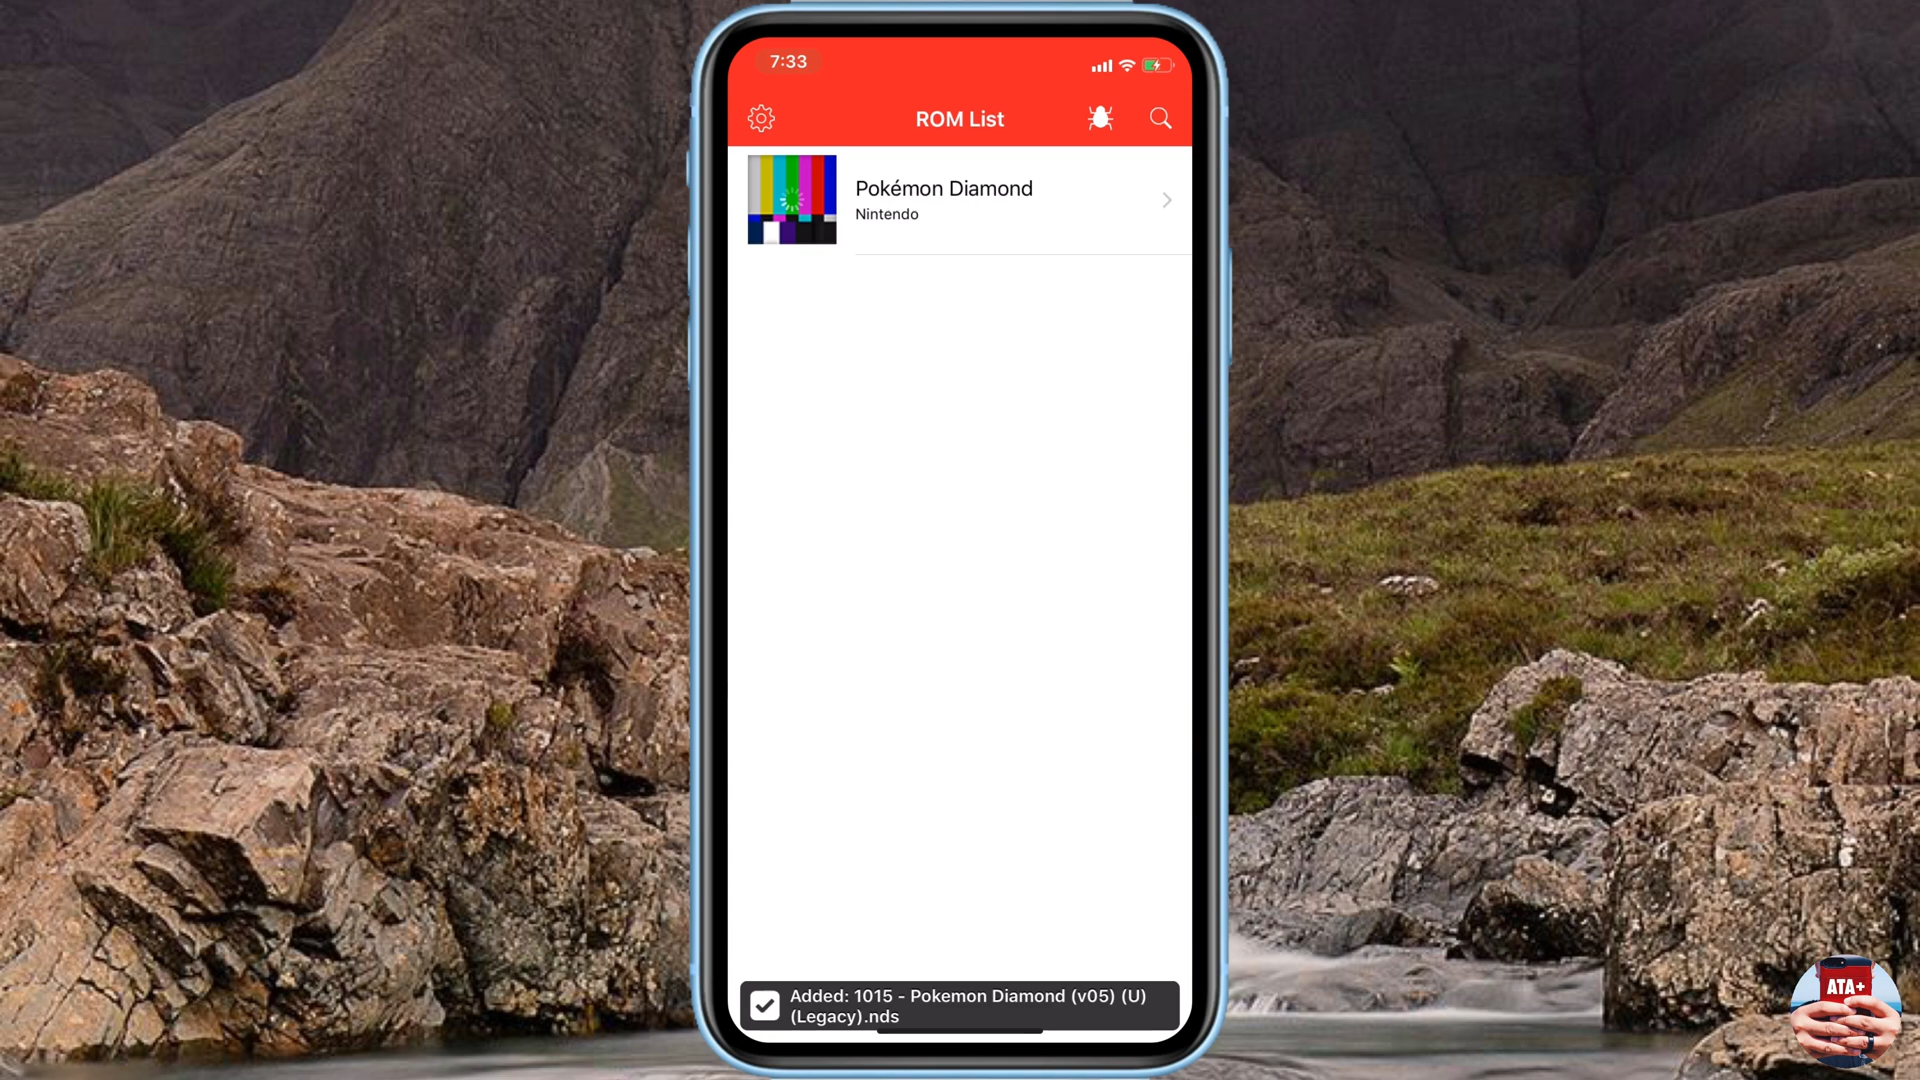 7:33
ROM List
Pokémon Diamond
Nintendo
Added: 1015 - Pokemon Diamond (v05) (U)
(Legacy).nds
ATA+